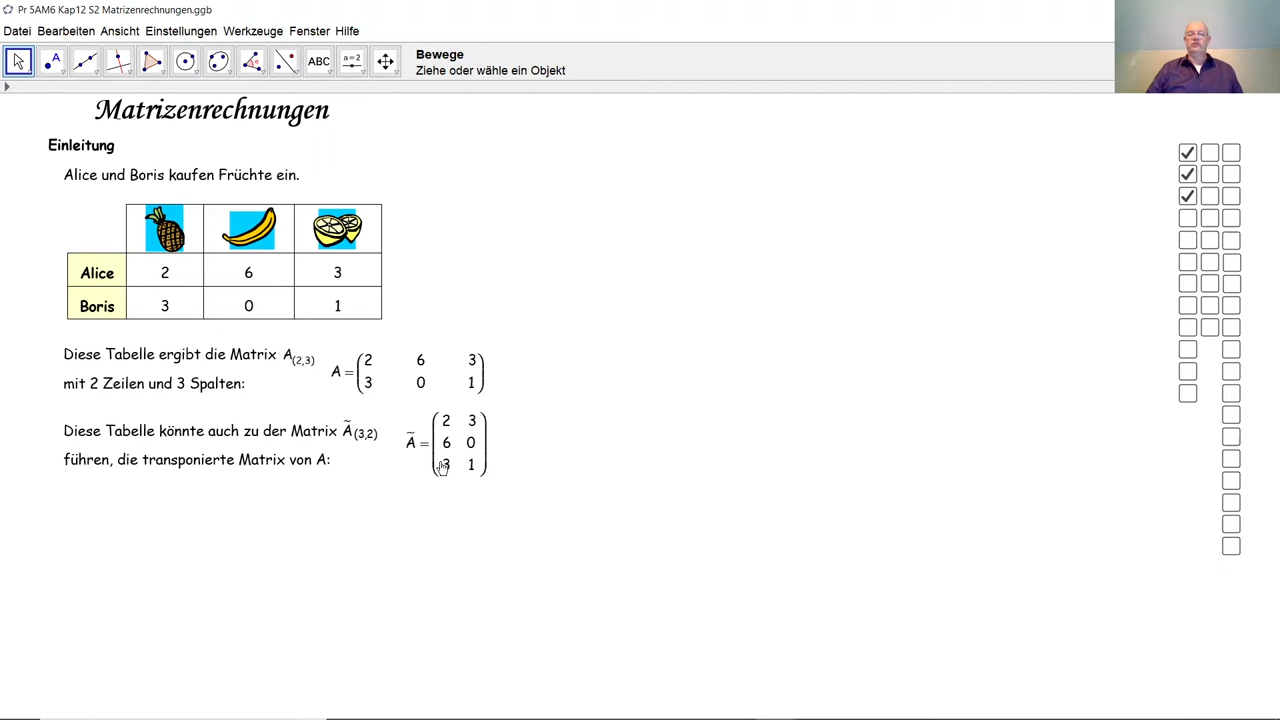 Pr 5AM6 Kap12 S2 Matrizenrechnungen.ggb
Datei Bearbeiten Ansicht Einstellungen Werkzeuge Fenster Hilfe
A
ABC
a=2
Bewege
Ziehe oder wähle ein Objekt
Matrizenrechnungen
Einleitung
Alice und Boris kaufen Früchte ein.
Alice 2 6 3
Boris 3 0 1
Diese Tabelle ergibt die Matrix A(2,3)
mit 2 Zeilen und 3 Spalten:
A = (2 6 3
3 0 1)
Diese Tabelle könnte auch zu der Matrix Ã(3,2)
führen, die transponierte Matrix von A:
Ã = (2 3
6 0
3 1)